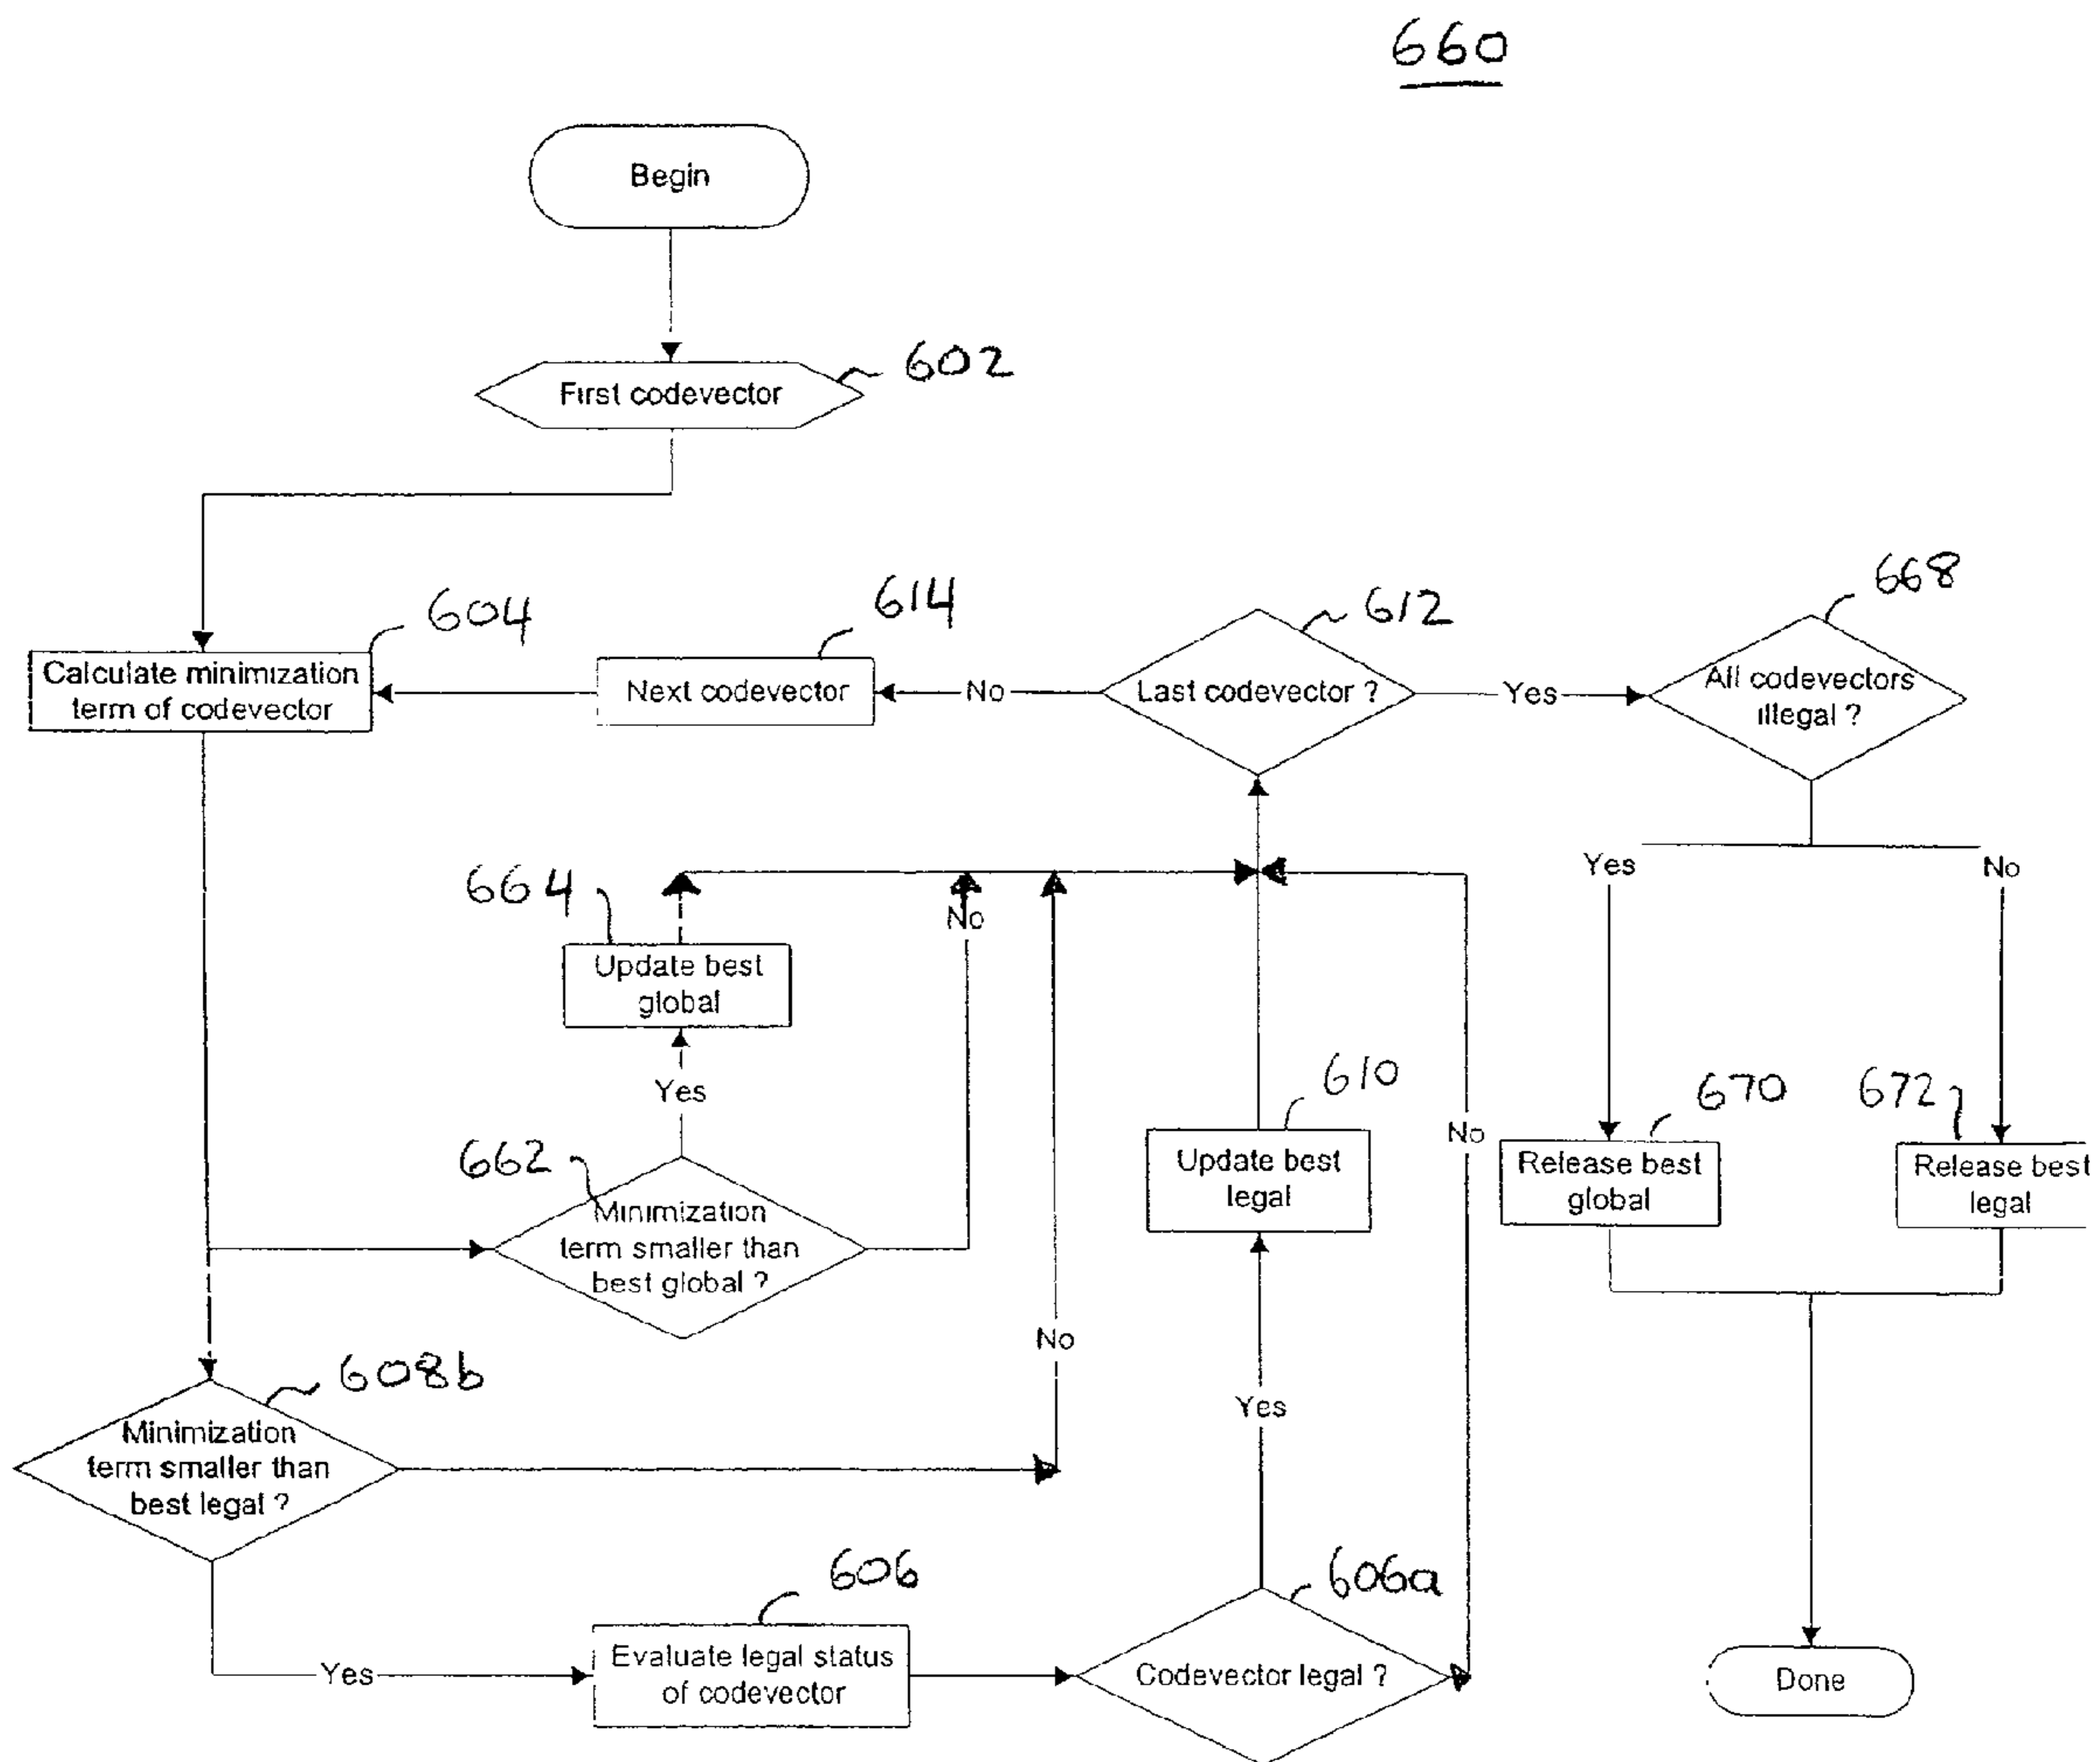 660
Begin
First codevector
602
604
Calculate minimization
term of codevector
614
Next codevector
No
612
Last codevector ?
Yes
668
All codevectors
illegal ?
Yes
No
664
Update best
global
No
Yes
662
Minimization
term smaller than
best global ?
No
610
Update best
legal
No
670
Release best
global
672
Release best
legal
608b
Minimization
term smaller than
best legal ?
Yes
Yes
606
Evaluate legal status
of codevector
606a
Codevector legal ?
Done